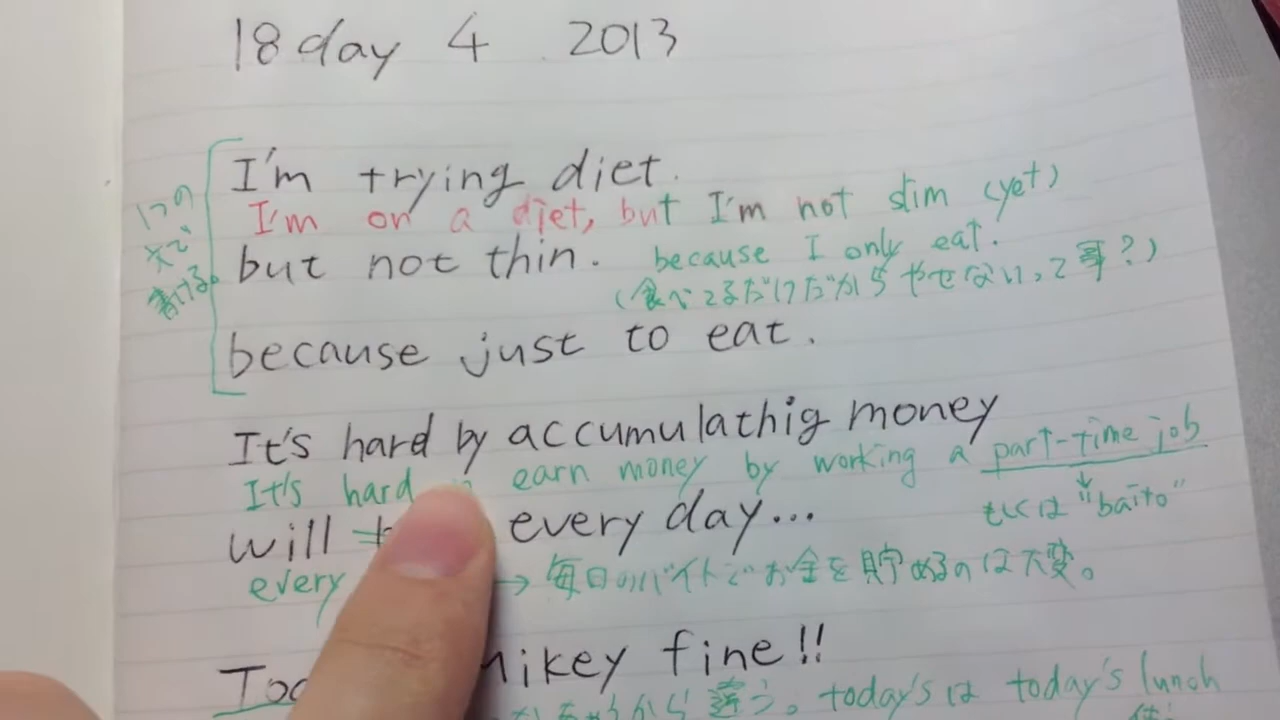 18 day 4 2013
I'm trying diet.
I'm on a diet, but I'm not slim (yet)
but not thin. because I only eat.
(食べてるだけだからやせないって事?)
because just to eat.
1つの
文で
書ける。
It's hard by accumulathig money
It's hard earn money by working a part-time job
will every day...
もしくは "baito"
every → 毎日のバイトでお金を貯めるのは大変。
fine!!
違う。today'sは today's lunch